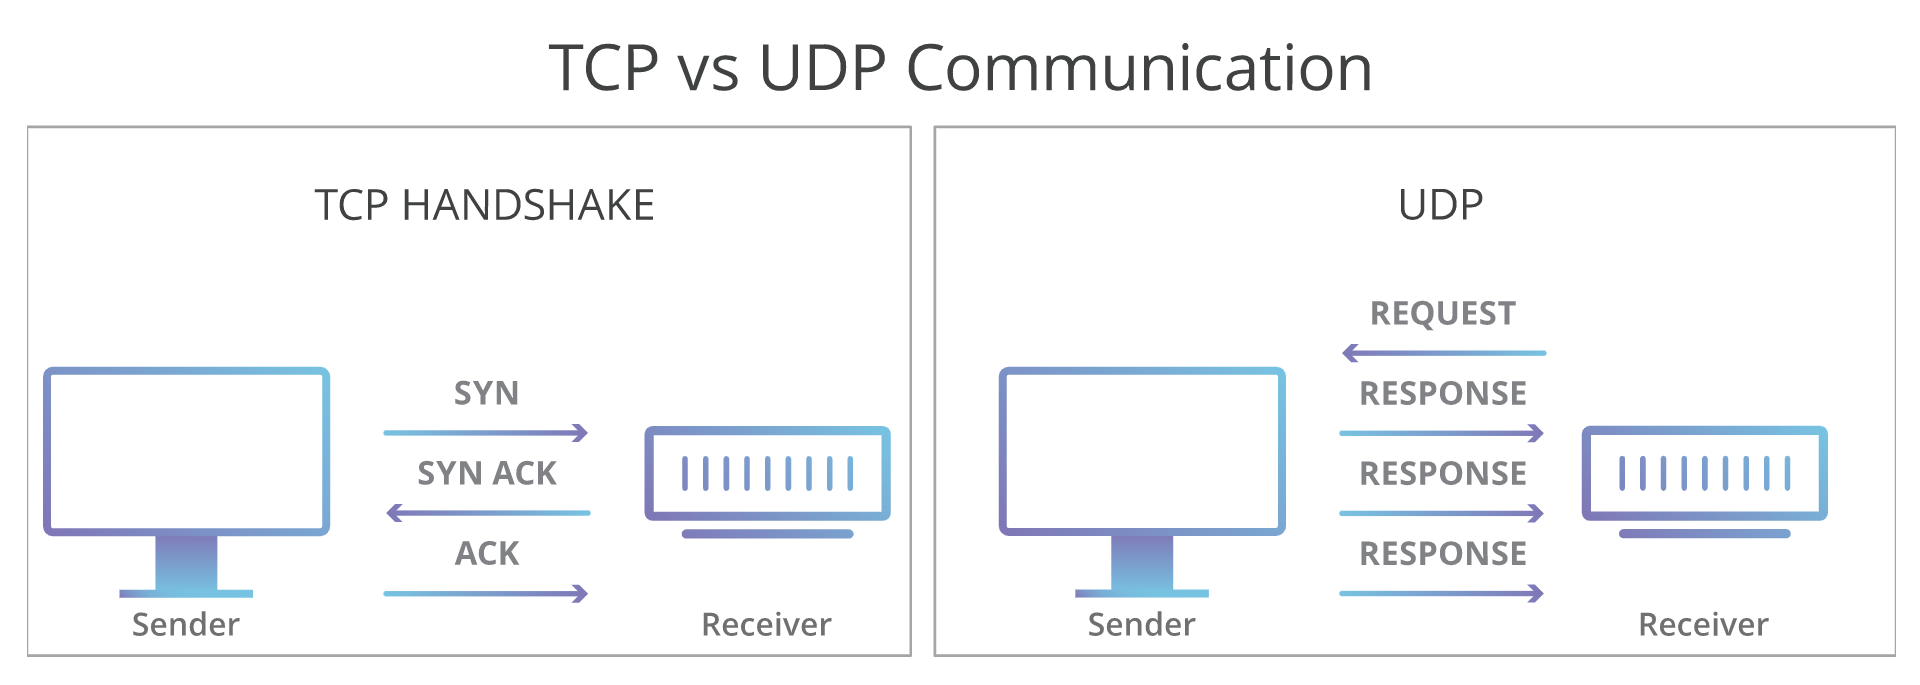 TCP vs UDP Communication
TCP HANDSHAKE
SYN
SYN ACK
ACK
Sender
Receiver
UDP
REQUEST
RESPONSE
RESPONSE
RESPONSE
Sender
Receiver